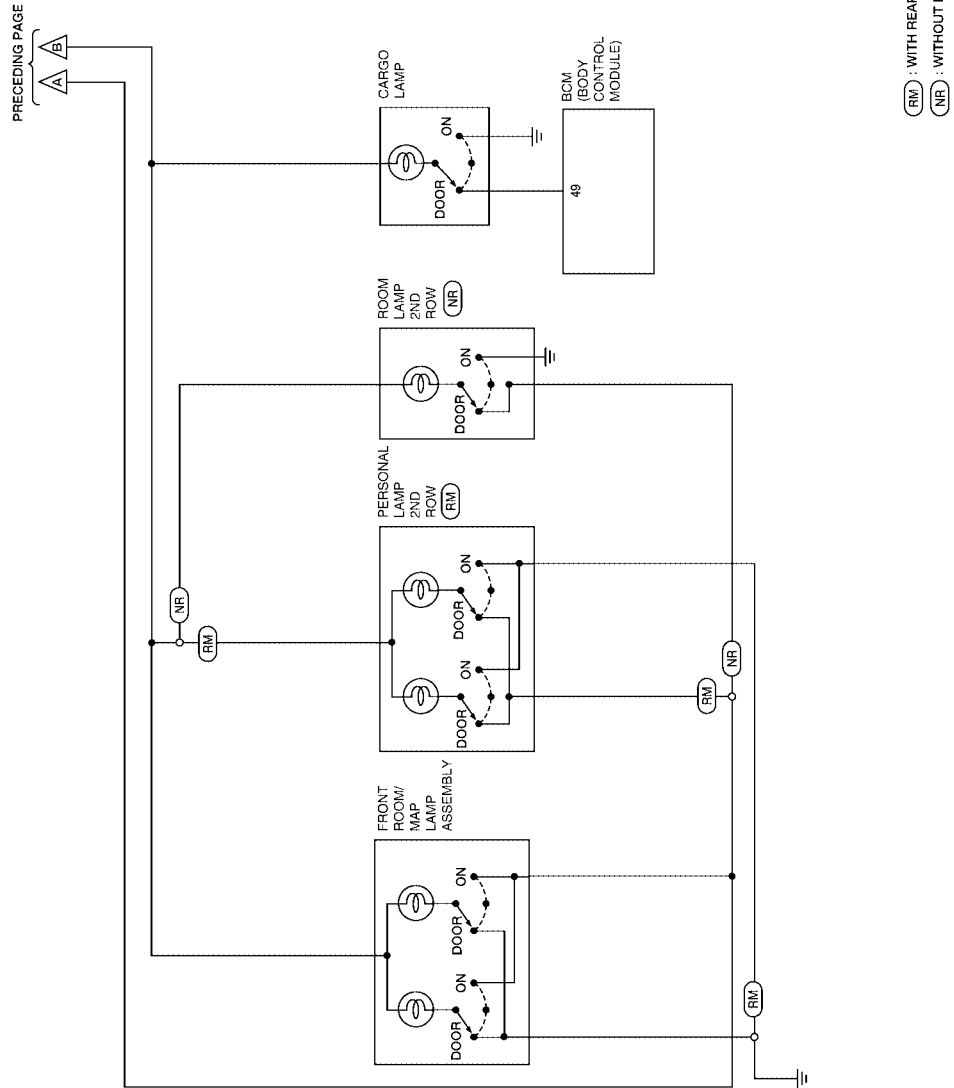 PRECEDING PAGE
A
B
FRONT
ROOM/
MAP
LAMP
ASSEMBLY
DOOR
ON
DOOR
ON
RM
NR
RM
PERSONAL
LAMP
2ND
ROW
RM
DOOR
ON
DOOR
ON
RM
NR
ROOM
LAMP
2ND
ROW
NR
DOOR
ON
CARGO
LAMP
DOOR
ON
BCM
(BODY
CONTROL
MODULE)
49
RM : WITH REAR
NR : WITHOUT